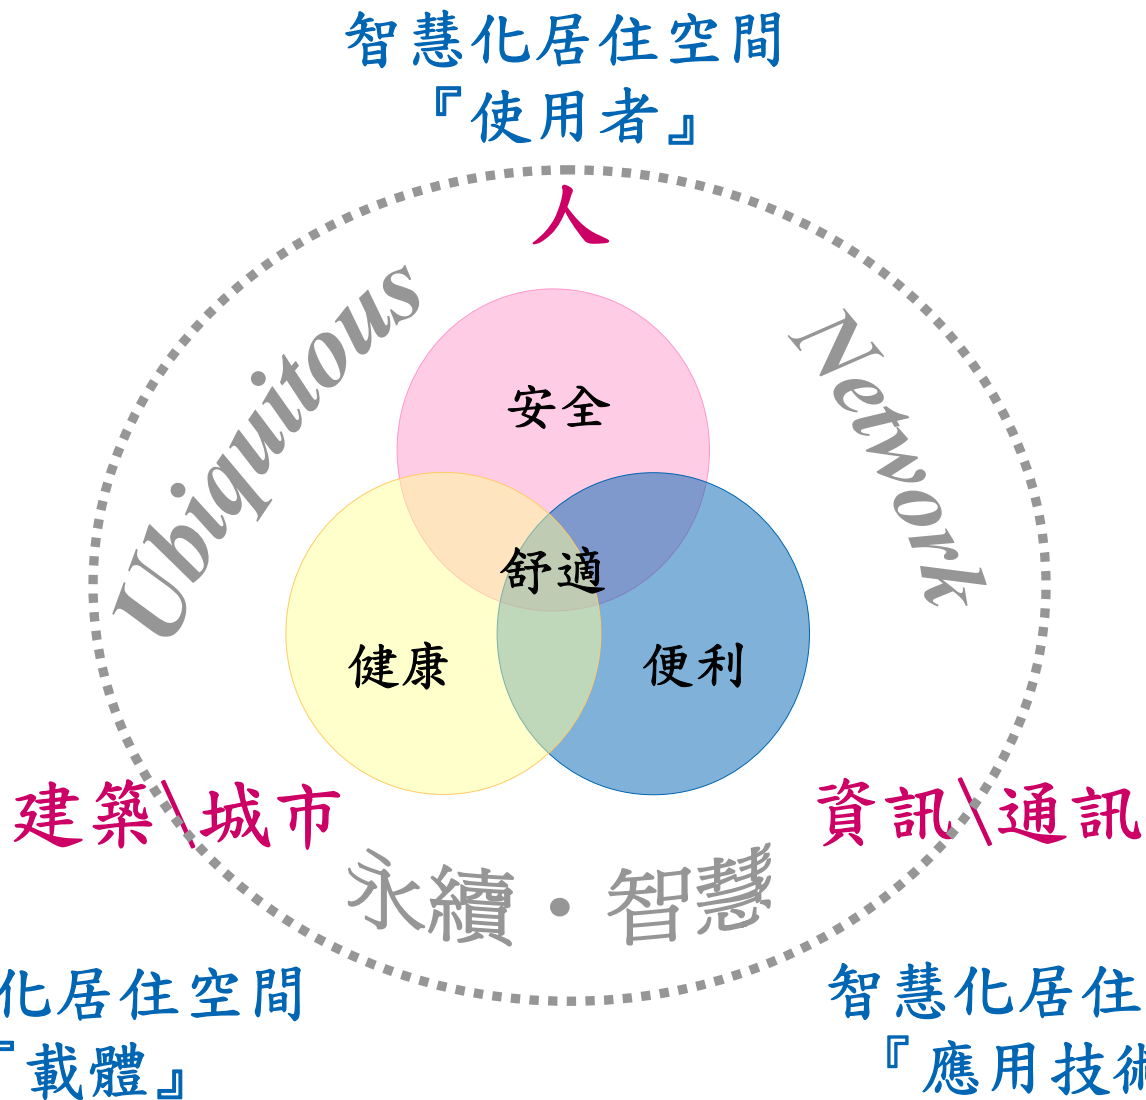 智慧化居住空間
『使用者』
人
Ubiquitous
Network
安全
舒適
健康
便利
建築\城市
資訊\通訊
永續・智慧
化居住空間
『載體』
智慧化居住
『應用技術